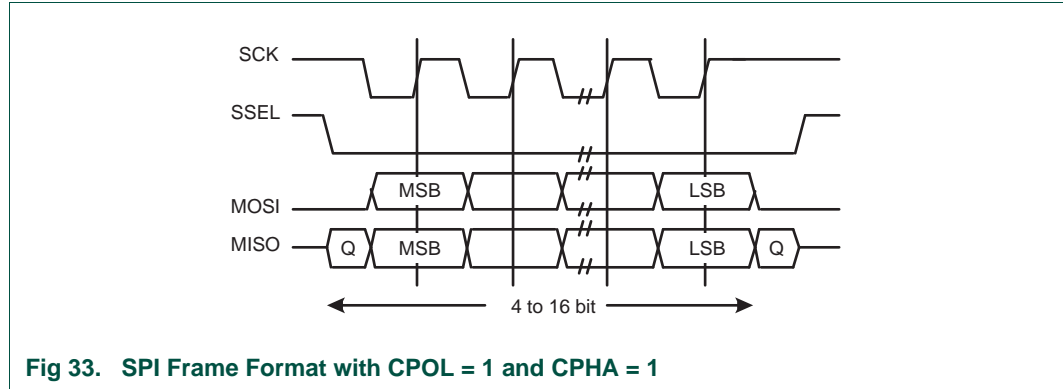 SCK
SSEL
MOSI MSB LSB
MISO Q MSB LSB Q
4 to 16 bit
Fig 33. SPI Frame Format with CPOL = 1 and CPHA = 1